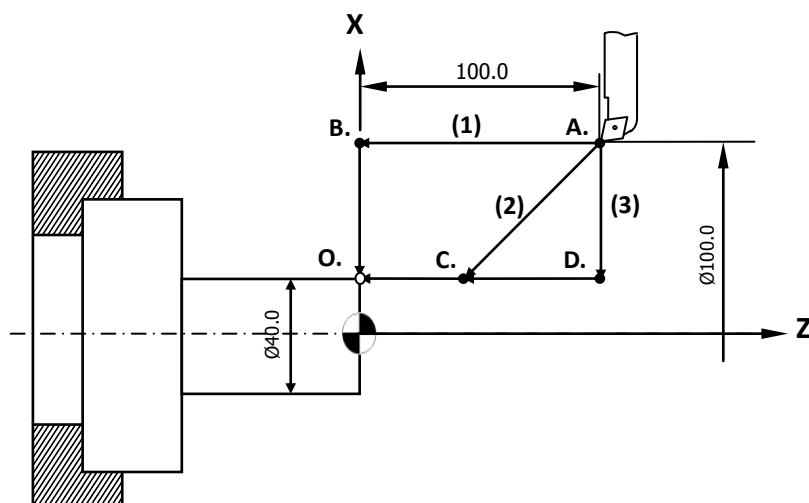 X
100.0
B.
(1)
A.
(2)
(3)
O.
C.
D.
Ø100.0
Ø40.0
Z